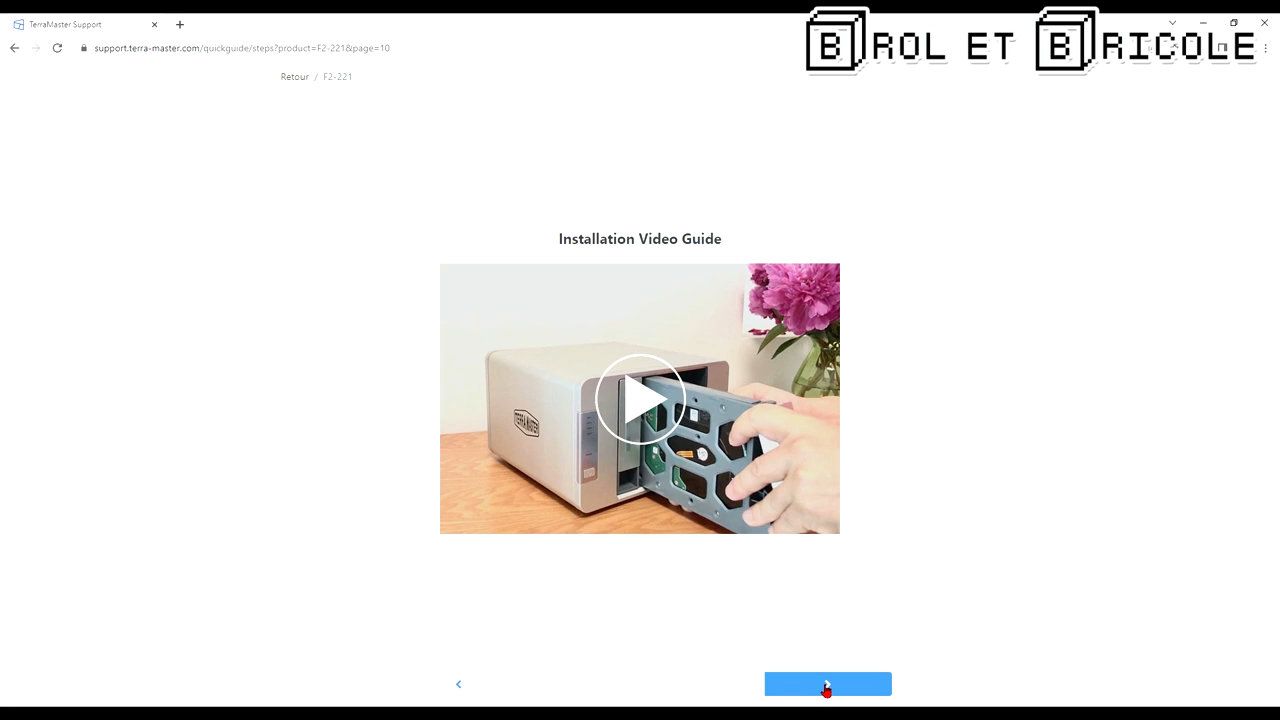 TerraMaster Support
BROL ET BRICOLE
support.terra-master.com/quickguide/steps?product=F2-221&page=10
Retour / F2-221
Installation Video Guide
TERRAMASTER